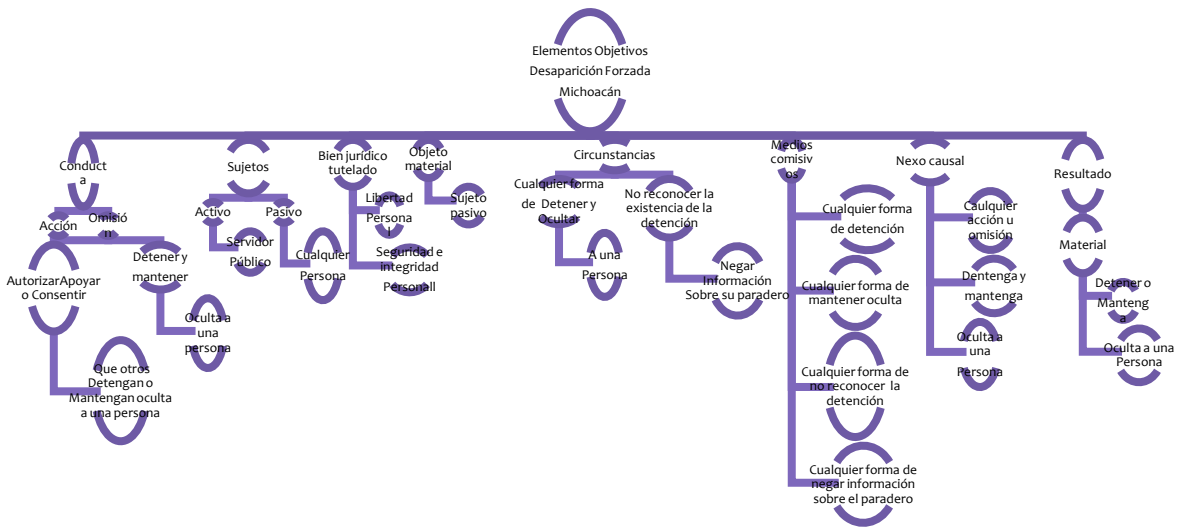 Elementos Objetivos
Desaparición Forzada
Michoacán
Conduct
a
Acción
Omisió
n
AutorizarApoyar
o Consentir
Que otros
Detengan o
Mantengan oculta
a una persona
Detener y
mantener
Oculta a
una
persona
Sujetos
Activo
Servidor
Público
Pasivo
Cualquier
Persona
Bien jurídico
tutelado
Libertad
Persona
l
Seguridad e
integridad
Personall
Objeto
material
Sujeto
pasivo
Circunstancias
Cualquier forma
de Detener y
Ocultar
A una
Persona
No reconocer la
existencia de la
detención
Negar
Información
Sobre su paradero
Medios
comisiv
os
Cualquier forma
de detención
Cualquier forma de
mantener oculta
Cualquier forma de
no reconocer la
detención
Cualquier forma de
negar información
sobre el paradero
Nexo causal
Caulquier
acción u
omisión
Dentenga y
mantenga
Oculta a
una
Persona
Resultado
Material
Detener o
Manteng
a
Oculta a una
Persona